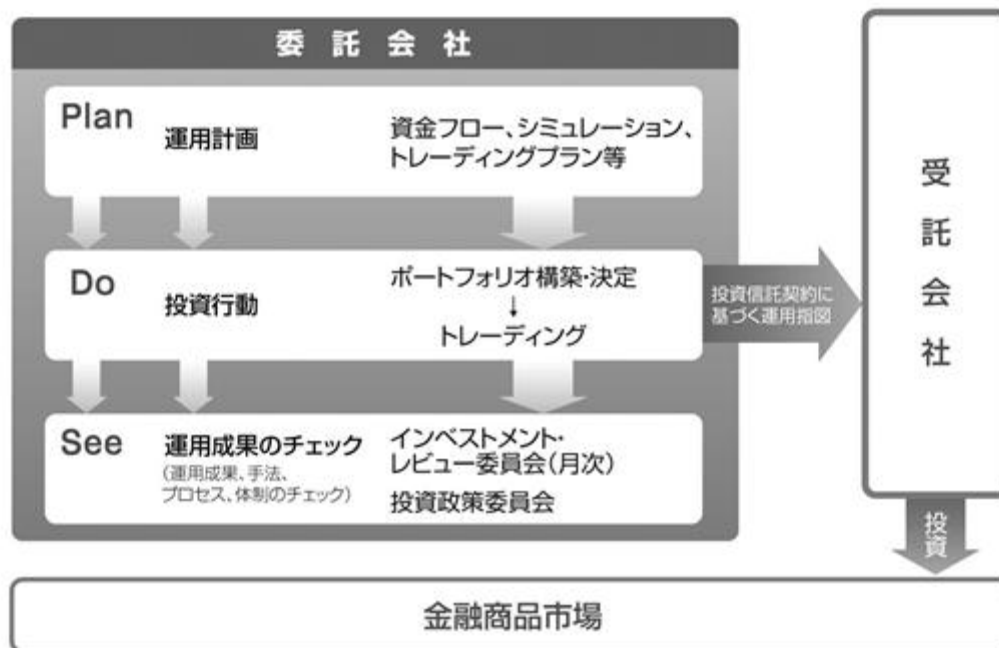 委託会社
Plan
運用計画
資金フロー、シミュレーション、
トレーディングプラン等
Do
投資行動
ポートフォリオ構築・決定
↓
トレーディング
See
運用成果のチェック
(運用成果、手法、
プロセス、体制のチェック)
インベストメント・
レビュー委員会(月次)
投資政策委員会
投資信託契約に
基づく運用指図
受託会社
投資
金融商品市場